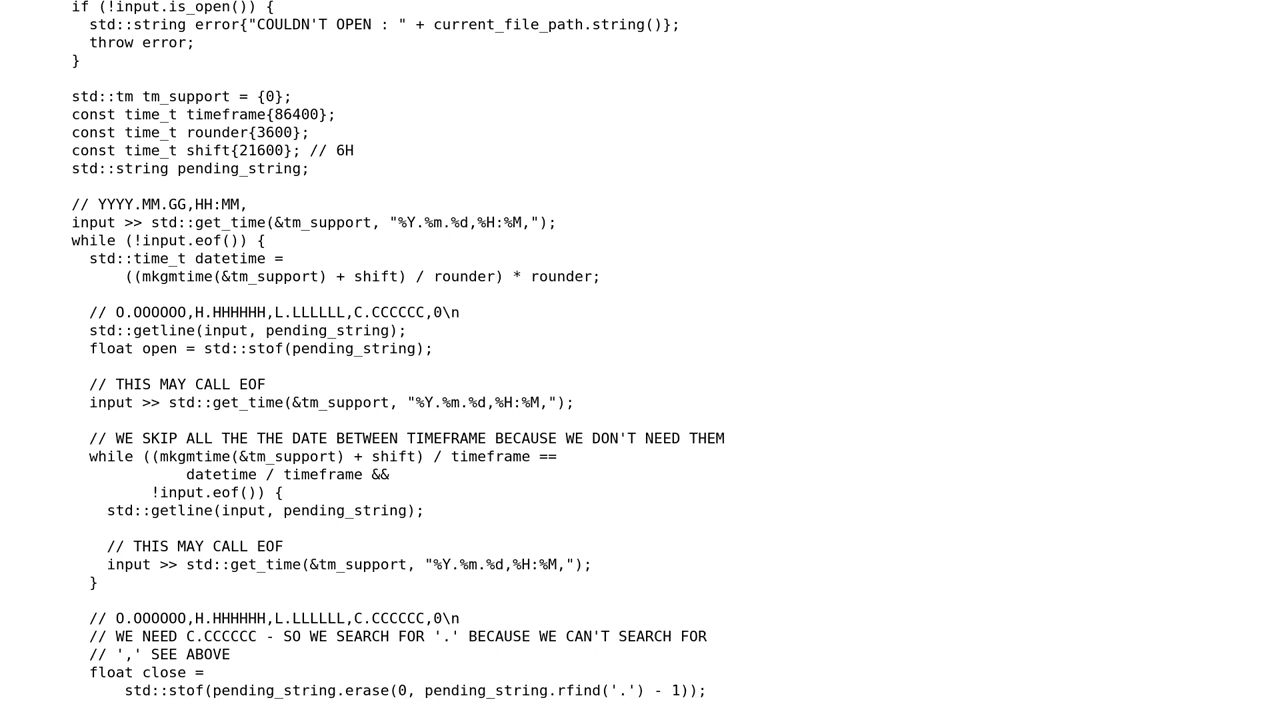 if (!input.is_open()) {
std::string error{"COULDN'T OPEN : " + current_file_path.string()};
throw error;
}
std::tm tm_support = {0};
const time_t timeframe{86400};
const time_t rounder{3600};
const time_t shift{21600}; // 6H
std::string pending_string;
// YYYY.MM.GG,HH:MM,
input >> std::get_time(&tm_support, "%Y.%m.%d,%H:%M,");
while (!input.eof()) {
std::time_t datetime =
((mkgmtime(&tm_support) + shift) / rounder) * rounder;
// O.OOOOOO,H.HHHHHH,L.LLLLLL,C.CCCCCC,0\n
std::getline(input, pending_string);
float open = std::stof(pending_string);
// THIS MAY CALL EOF
input >> std::get_time(&tm_support, "%Y.%m.%d,%H:%M,");
// WE SKIP ALL THE THE DATE BETWEEN TIMEFRAME BECAUSE WE DON'T NEED THEM
while ((mkgmtime(&tm_support) + shift) / timeframe ==
datetime / timeframe &&
!input.eof()) {
std::getline(input, pending_string);
// THIS MAY CALL EOF
input >> std::get_time(&tm_support, "%Y.%m.%d,%H:%M,");
}
// O.OOOOOO,H.HHHHHH,L.LLLLLL,C.CCCCCC,0\n
// WE NEED C.CCCCCC - SO WE SEARCH FOR '.' BECAUSE WE CAN'T SEARCH FOR
// ',' SEE ABOVE
float close =
std::stof(pending_string.erase(0, pending_string.rfind('.') - 1));